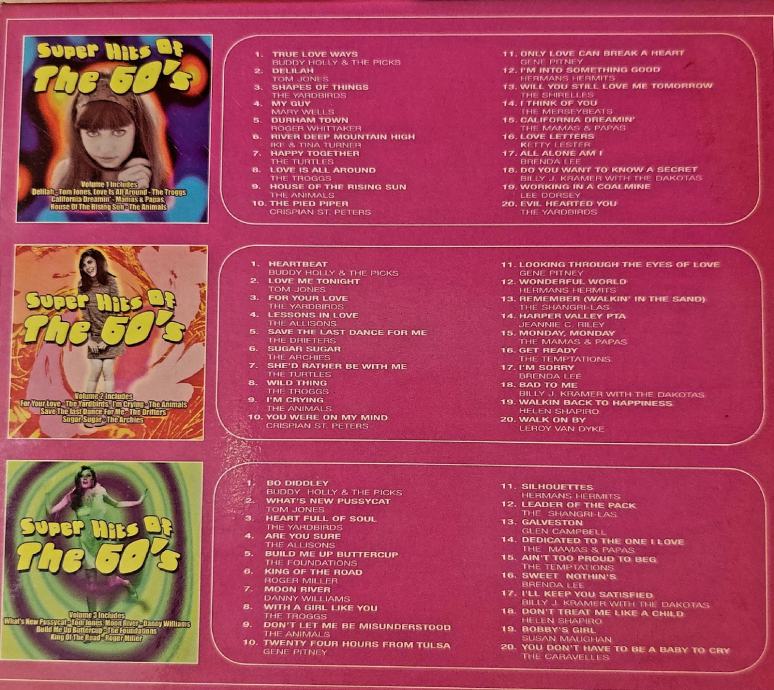 Super Hits Of
The 60's
Volume 1 Includes
Delilah - Tom Jones, Love Is All Around - The Troggs
California Dreamin' - Mamas & Papas,
House Of The Rising Sun - The Animals
1. TRUE LOVE WAYS
BUDDY HOLLY & THE PICKS
2. DELILAH
TOM JONES
3. SHAPES OF THINGS
THE YARDBIRDS
4. MY GUY
MARY WELLS
5. DURHAM TOWN
ROGER WHITTAKER
6. RIVER DEEP MOUNTAIN HIGH
IKE & TINA TURNER
7. HAPPY TOGETHER
THE TURTLES
8. LOVE IS ALL AROUND
THE TROGGS
9. HOUSE OF THE RISING SUN
THE ANIMALS
10. THE PIED PIPER
CRISPIAN ST. PETERS
11. ONLY LOVE CAN BREAK A HEART
GENE PITNEY
12. I'M INTO SOMETHING GOOD
HERMANS HERMITS
13. WILL YOU STILL LOVE ME TOMORROW
THE SHIRELLES
14. I THINK OF YOU
THE MERSEYBEATS
15. CALIFORNIA DREAMIN'
THE MAMAS & PAPAS
16. LOVE LETTERS
KETTY LESTER
17. ALL ALONE AM I
BRENDA LEE
18. DO YOU WANT TO KNOW A SECRET
BILLY J. KRAMER WITH THE DAKOTAS
19. WORKING IN A COALMINE
LEE DORSEY
20. EVIL HEARTED YOU
THE YARDBIRDS
Super Hits Of
The 60's
Volume 2 Includes
For Your Love - The Yardbirds, I'm Crying - The Animals
Save The last Dance For Me - The Drifters
Sugar Sugar - The Archies
1. HEARTBEAT
BUDDY HOLLY & THE PICKS
2. LOVE ME TONIGHT
TOM JONES
3. FOR YOUR LOVE
THE YARDBIRDS
4. LESSONS IN LOVE
THE ALLISONS
5. SAVE THE LAST DANCE FOR ME
THE DRIFTERS
6. SUGAR SUGAR
THE ARCHIES
7. SHE'D RATHER BE WITH ME
THE TURTLES
8. WILD THING
THE TROGGS
9. I'M CRYING
THE ANIMALS
10. YOU WERE ON MY MIND
CRISPIAN ST. PETERS
11. LOOKING THROUGH THE EYES OF LOVE
GENE PITNEY
12. WONDERFUL WORLD
HERMANS HERMITS
13. REMEMBER (WALKIN' IN THE SAND)
THE SHANGRI-LAS
14. HARPER VALLEY PTA
JEANNIE C. RILEY
15. MONDAY, MONDAY
THE MAMAS & PAPAS
16. GET READY
THE TEMPTATIONS
17. I'M SORRY
BRENDA LEE
18. BAD TO ME
BILLY J. KRAMER WITH THE DAKOTAS
19. WALKIN BACK TO HAPPINESS
HELEN SHAPIRO
20. WALK ON BY
LEROY VAN DYKE
Super Hits Of
The 60's
Volume 3 Includes
What's New Pussycat - Tom Jones, Moon River - Danny Williams
Build Me Up Buttercup - The Foundations
King Of The Road - Roger Miller
1. BO DIDDLEY
BUDDY HOLLY & THE PICKS
2. WHAT'S NEW PUSSYCAT
TOM JONES
3. HEART FULL OF SOUL
THE YARDBIRDS
4. ARE YOU SURE
THE ALLISONS
5. BUILD ME UP BUTTERCUP
THE FOUNDATIONS
6. KING OF THE ROAD
ROGER MILLER
7. MOON RIVER
DANNY WILLIAMS
8. WITH A GIRL LIKE YOU
THE TROGGS
9. DON'T LET ME BE MISUNDERSTOOD
THE ANIMALS
10. TWENTY FOUR HOURS FROM TULSA
GENE PITNEY
11. SILHOUETTES
HERMANS HERMITS
12. LEADER OF THE PACK
THE SHANGRI-LAS
13. GALVESTON
GLEN CAMPBELL
14. DEDICATED TO THE ONE I LOVE
THE MAMAS & PAPAS
15. AIN'T TOO PROUD TO BEG
THE TEMPTATIONS
16. SWEET NOTHIN'S
BRENDA LEE
17. I'LL KEEP YOU SATISFIED
BILLY J. KRAMER WITH THE DAKOTAS
18. DON'T TREAT ME LIKE A CHILD
HELEN SHAPIRO
19. BOBBY'S GIRL
SUSAN MAUGHAN
20. YOU DON'T HAVE TO BE A BABY TO CRY
THE CARAVELLES